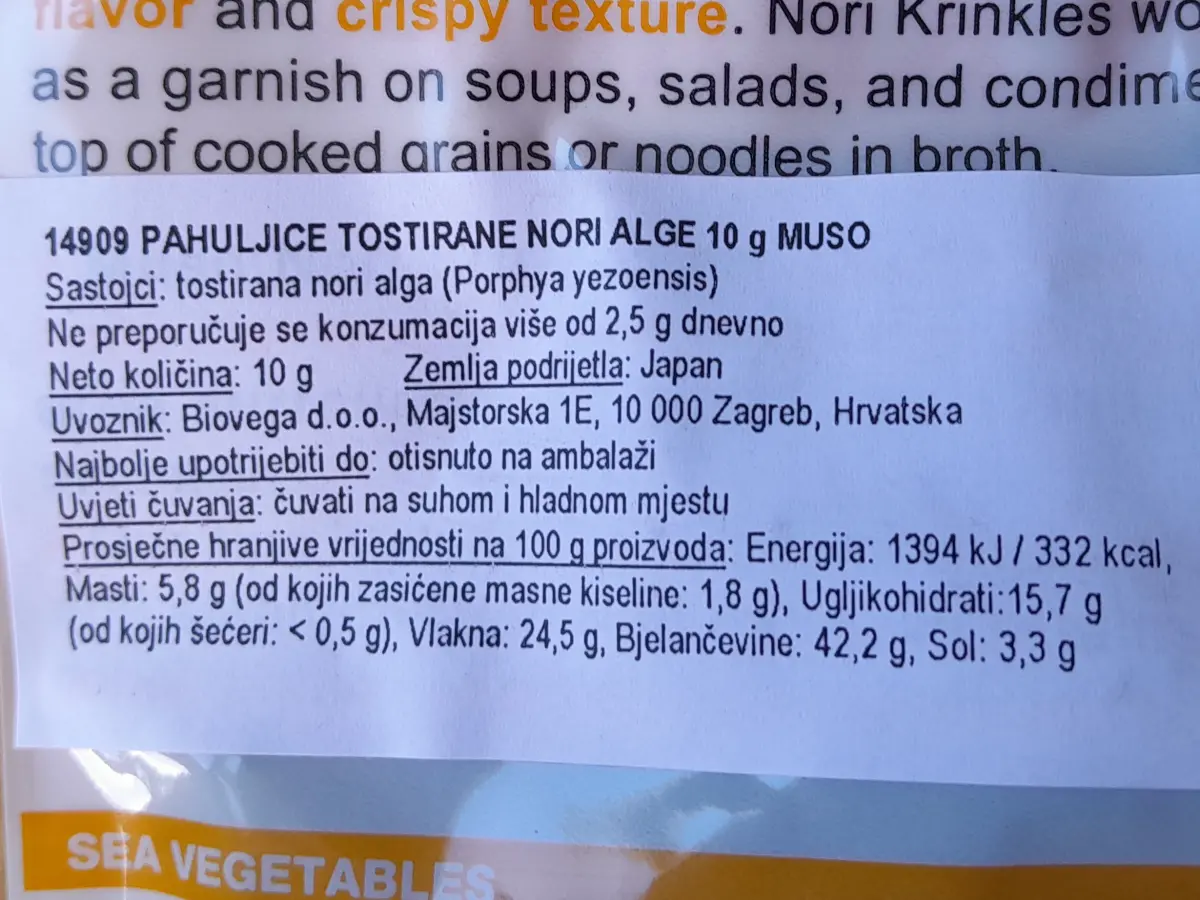 flavor and crispy texture. Nori Krinkles
as a garnish on soups, salads, and
top of cooked grains or noodles in broth.
14909 PAHULJICE TOSTIRANE NORI ALGE 10 g MUSO
Sastojci: tostirana nori alga (Porphya yezoensis)
Ne preporučuje se konzumacija više od 2,5 g dnevno
Neto količina: 10 g Zemlja podrijetla: Japan
Uvoznik: Biovega d.o.o., Majstorska 1E, 10 000 Zagreb, Hrvatska
Najbolje upotrijebiti do: otisnuto na ambalaži
Uvjeti čuvanja: čuvati na suhom i hladnom mjestu
Prosječne hranjive vrijednosti na 100 g proizvoda: Energija: 1394 kJ / 332 kcal,
Masti: 5,8 g (od kojih zasićene masne kiseline: 1,8 g), Ugljikohidrati:15,7 g
(od kojih šećeri: < 0,5 g), Vlakna: 24,5 g, Bjelančevine: 42,2 g, Sol: 3,3 g
SEA VEGETABLES